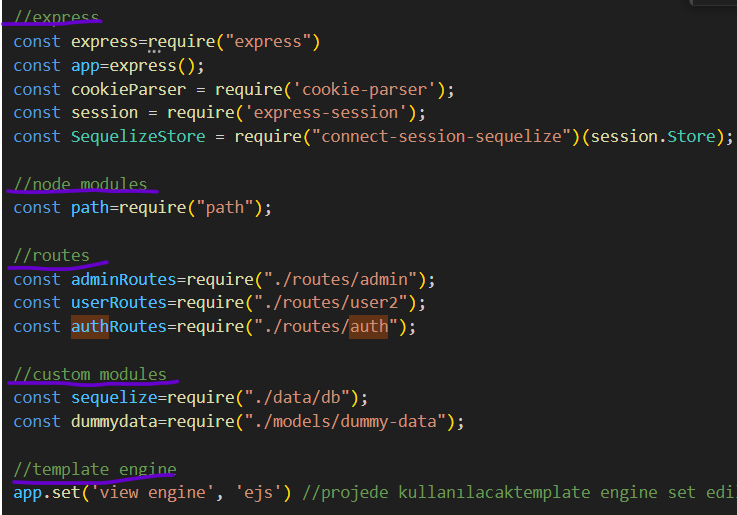 //express
const express=require("express")
const app=express();
const cookieParser = require('cookie-parser');
const session = require('express-session');
const SequelizeStore = require("connect-session-sequelize")(session.Store);
//node modules
const path=require("path");
//routes
const adminRoutes=require("./routes/admin");
const userRoutes=require("./routes/user2");
const authRoutes=require("./routes/auth");
//custom modules
const sequelize=require("./data/db");
const dummydata=require("./models/dummy-data");
//template engine
app.set('view engine', 'ejs') //projede kullanılacaktemplate engine set edi